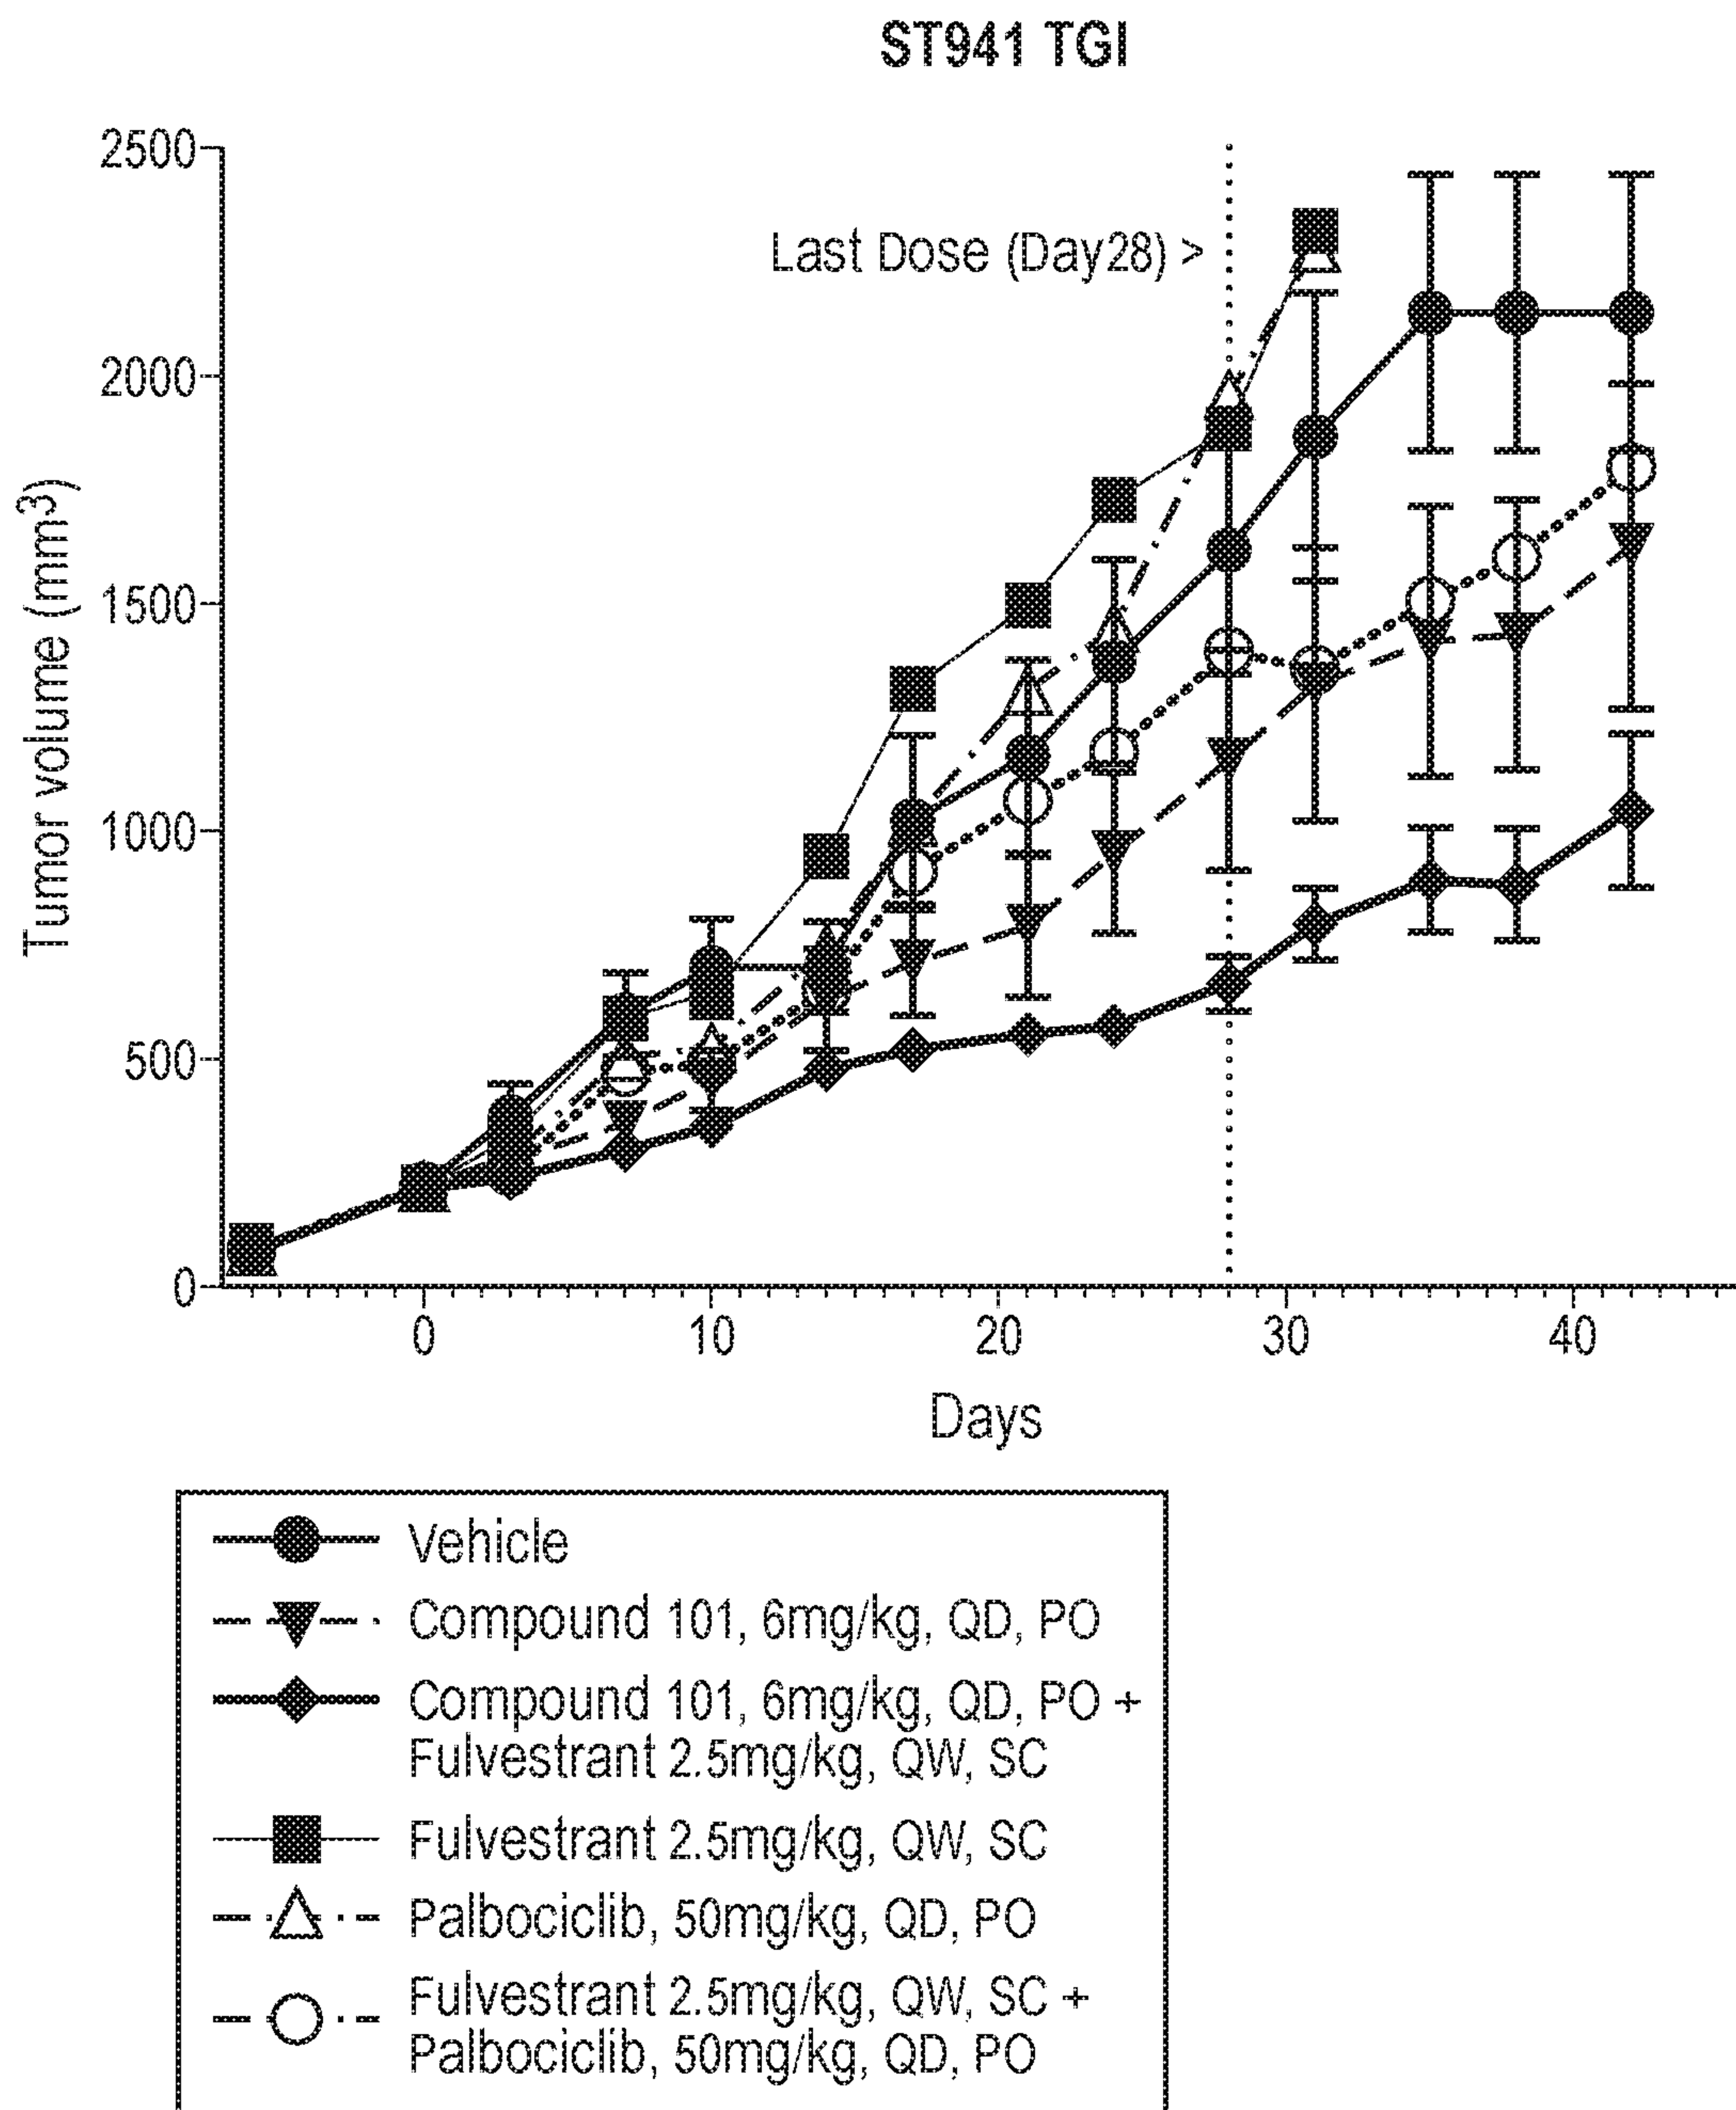 ST941 TGI
2500
2000
1500
1000
500
0
Tumor volume (mm3)
Last Dose (Day28) >
0 10 20 30 40
Days
Vehicle
Compound 101, 6mg/kg, QD, PO
Compound 101, 6mg/kg, QD, PO +
Fulvestrant 2.5mg/kg, QW, SC
Fulvestrant 2.5mg/kg, QW, SC
Palbociclib, 50mg/kg, QD, PO
Fulvestrant 2.5mg/kg, QW, SC +
Palbociclib, 50mg/kg, QD, PO